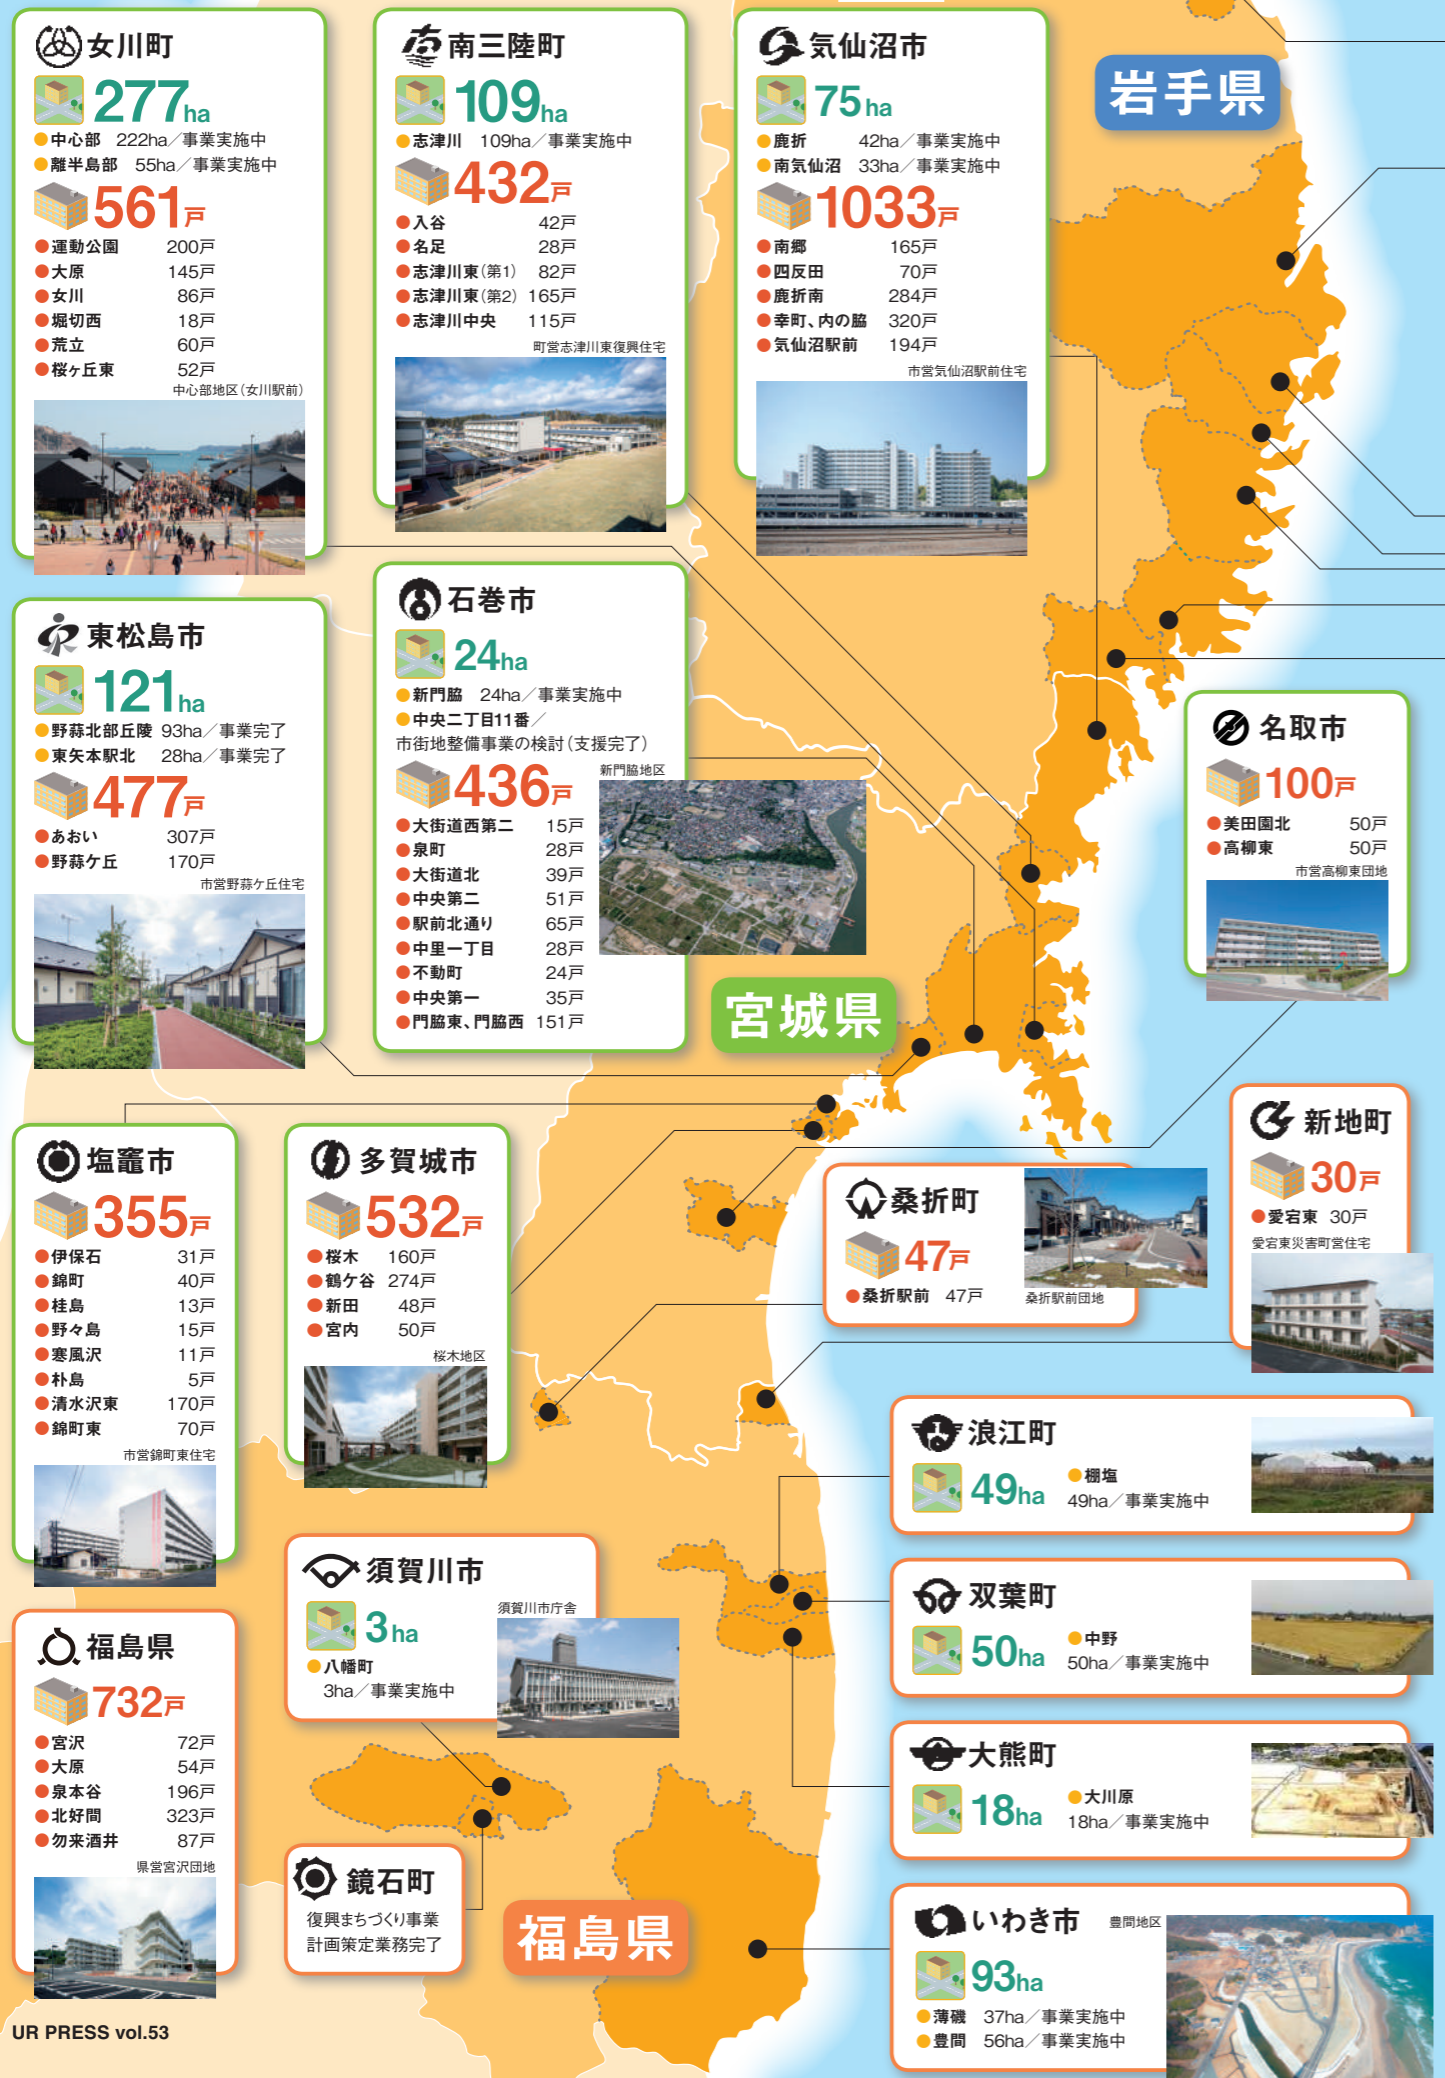 女川町
277ha
中心部 222ha／事業実施中
離半島部 55ha／事業実施中
561戸
運動公園 200戸
大原 145戸
女川 86戸
堀切西 18戸
荒立 60戸
桜ヶ丘東 52戸
中心部地区（女川駅前）
南三陸町
109ha
志津川 109ha／事業実施中
432戸
入谷 42戸
名足 28戸
志津川東（第1） 82戸
志津川東（第2） 165戸
志津川中央 115戸
町営志津川東復興住宅
気仙沼市
75ha
鹿折 42ha／事業実施中
南気仙沼 33ha／事業実施中
1033戸
南郷 165戸
四反田 70戸
鹿折南 284戸
幸町、内の脇 320戸
気仙沼駅前 194戸
市営気仙沼駅前住宅
岩手県
東松島市
121ha
野蒜北部丘陵 93ha／事業完了
東矢本駅北 28ha／事業完了
477戸
あおい 307戸
野蒜ケ丘 170戸
市営野蒜ケ丘住宅
石巻市
24ha
新門脇 24ha／事業実施中
中央二丁目11番／
市街地整備事業の検討（支援完了）
436戸
大街道西第二 15戸
泉町 28戸
大街道北 39戸
中央第二 51戸
駅前北通り 65戸
中里一丁目 28戸
不動町 24戸
中央第一 35戸
門脇東、門脇西 151戸
新門脇地区
名取市
100戸
美田園北 50戸
高柳東 50戸
市営高柳東団地
宮城県
塩竈市
355戸
伊保石 31戸
錦町 40戸
桂島 13戸
野々島 15戸
寒風沢 11戸
朴島 5戸
清水沢東 170戸
錦町東 70戸
市営錦町東住宅
多賀城市
532戸
桜木 160戸
鶴ケ谷 274戸
新田 48戸
宮内 50戸
桜木地区
桑折町
47戸
桑折駅前 47戸
桑折駅前団地
新地町
30戸
愛宕東 30戸
愛宕東災害町営住宅
浪江町
49ha
棚塩
49ha／事業実施中
双葉町
50ha
中野
50ha／事業実施中
大熊町
18ha
大川原
18ha／事業実施中
いわき市
豊間地区
93ha
薄磯 37ha／事業実施中
豊間 56ha／事業実施中
須賀川市
3ha
八幡町
3ha／事業実施中
須賀川市庁舎
福島県
732戸
宮沢 72戸
大原 54戸
泉本谷 196戸
北好間 323戸
勿来酒井 87戸
県営宮沢団地
鏡石町
復興まちづくり事業
計画策定業務完了
福島県
UR PRESS vol.53